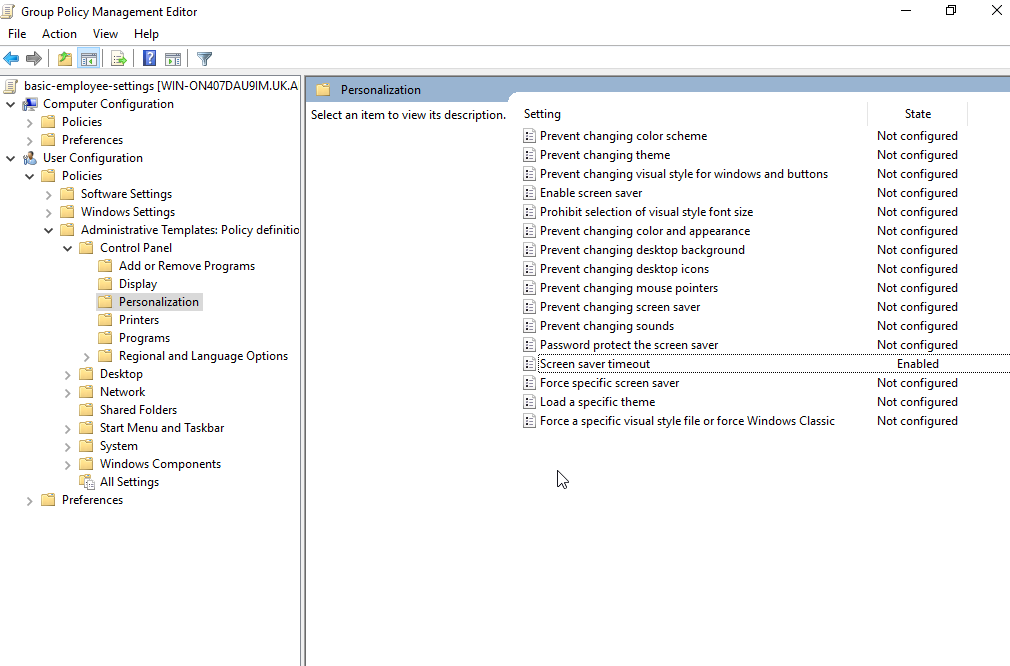 Group Policy Management Editor
File Action View Help
basic-employee-settings [WIN-ON407DAU9IM.UK.A
Computer Configuration
Policies
Preferences
User Configuration
Policies
Software Settings
Windows Settings
Administrative Templates: Policy definitio
Control Panel
Add or Remove Programs
Display
Personalization
Printers
Programs
Regional and Language Options
Desktop
Network
Shared Folders
Start Menu and Taskbar
System
Windows Components
All Settings
Preferences
Personalization
Select an item to view its description.
Setting State
Prevent changing color scheme Not configured
Prevent changing theme Not configured
Prevent changing visual style for windows and buttons Not configured
Enable screen saver Not configured
Prohibit selection of visual style font size Not configured
Prevent changing color and appearance Not configured
Prevent changing desktop background Not configured
Prevent changing desktop icons Not configured
Prevent changing mouse pointers Not configured
Prevent changing screen saver Not configured
Prevent changing sounds Not configured
Password protect the screen saver Not configured
Screen saver timeout Enabled
Force specific screen saver Not configured
Load a specific theme Not configured
Force a specific visual style file or force Windows Classic Not configured